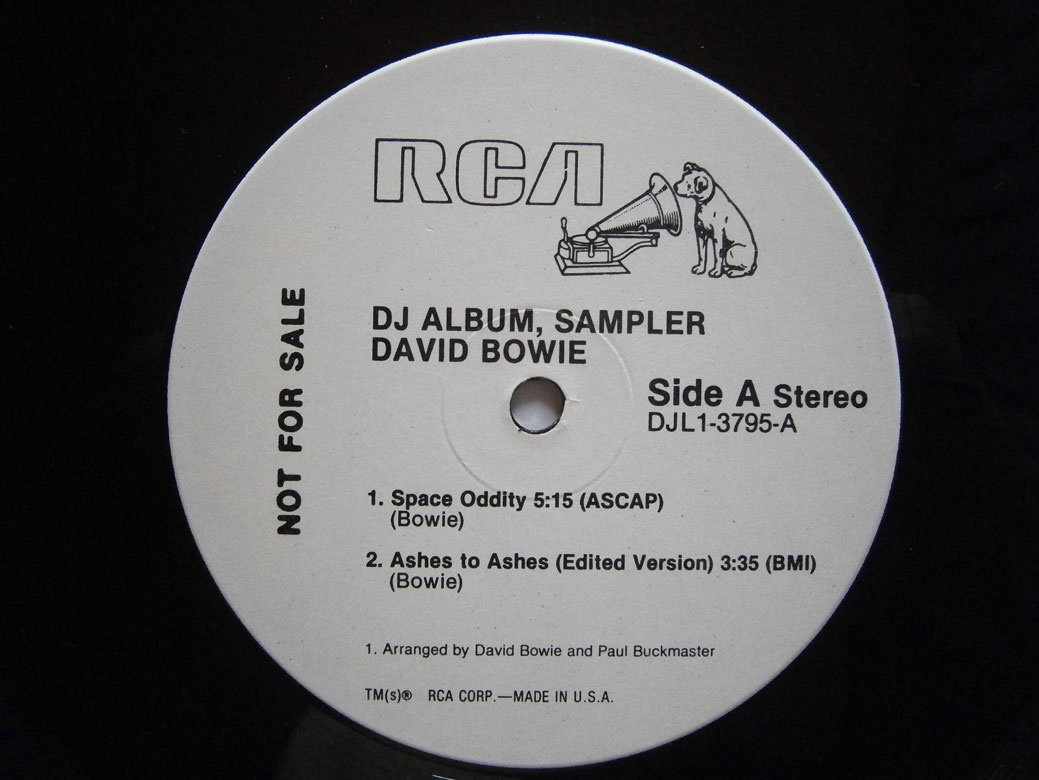 RCA
DJ ALBUM, SAMPLER
DAVID BOWIE
NOT FOR SALE
Side A Stereo
DJL1-3795-A
1. Space Oddity 5:15 (ASCAP)
(Bowie)
2. Ashes to Ashes (Edited Version) 3:35 (BMI)
(Bowie)
1. Arranged by David Bowie and Paul Buckmaster
TM(s)® RCA CORP.—MADE IN U.S.A.